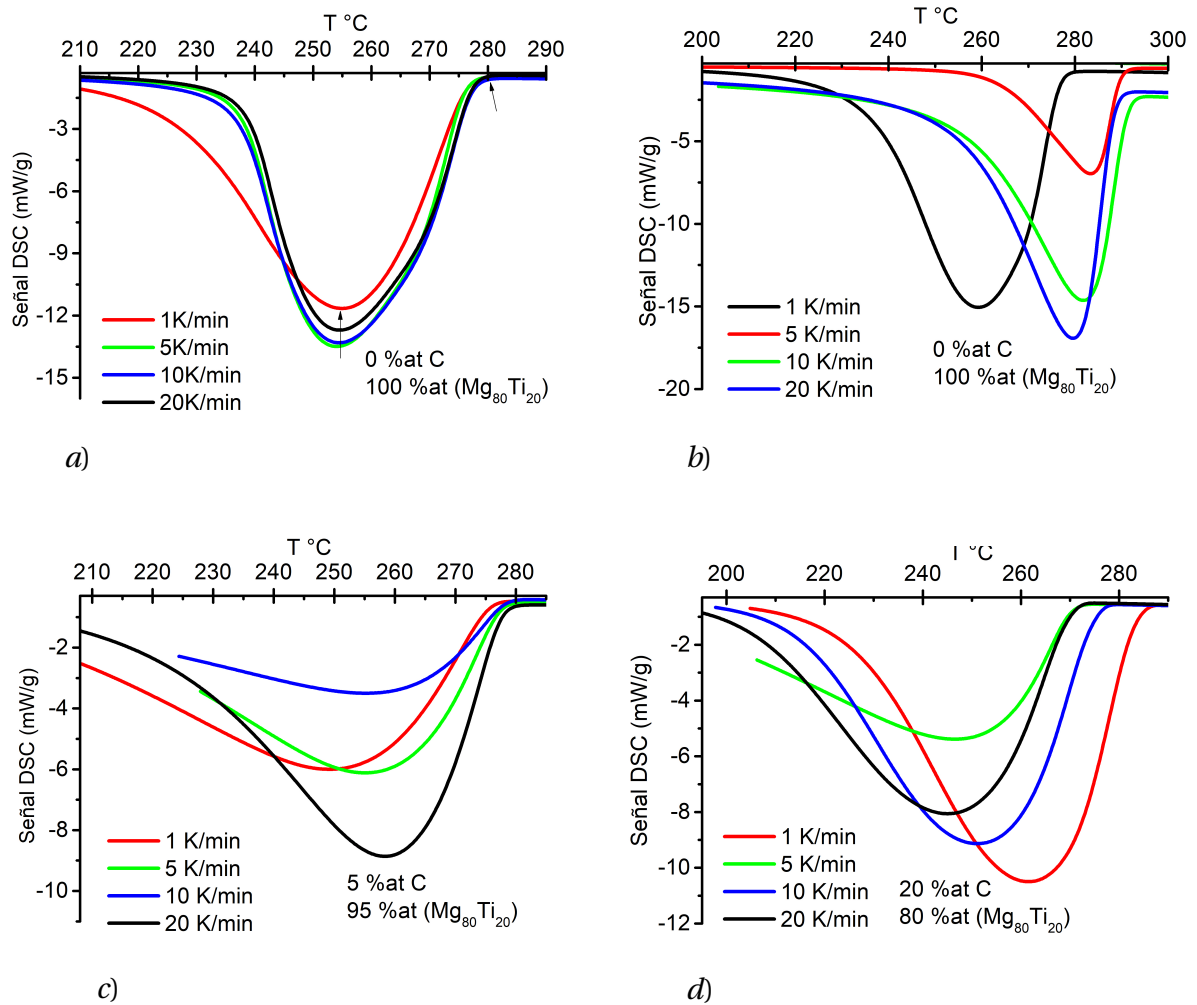 T °C
210 220 230 240 250 260 270 280 290
-3
-6
-9
-12
-15
Señal DSC (mW/g)
1K/min
5K/min
10K/min
20K/min
0 %at C
100 %at (Mg80Ti20)
a)
T °C
200 220 240 260 280 300
-5
-10
-15
-20
Señal DSC (mW/g)
1 K/min
5 K/min
10 K/min
20 K/min
0 %at C
100 %at (Mg80Ti20)
b)
T °C
210 220 230 240 250 260 270 280
-2
-4
-6
-8
-10
Señal DSC (mW/g)
1 K/min
5 K/min
10 K/min
20 K/min
5 %at C
95 %at (Mg80Ti20)
c)
T °C
200 220 240 260 280
-2
-4
-6
-8
-10
-12
Señal DSC (mW/g)
1 K/min
5 K/min
10 K/min
20 K/min
20 %at C
80 %at (Mg80Ti20)
d)